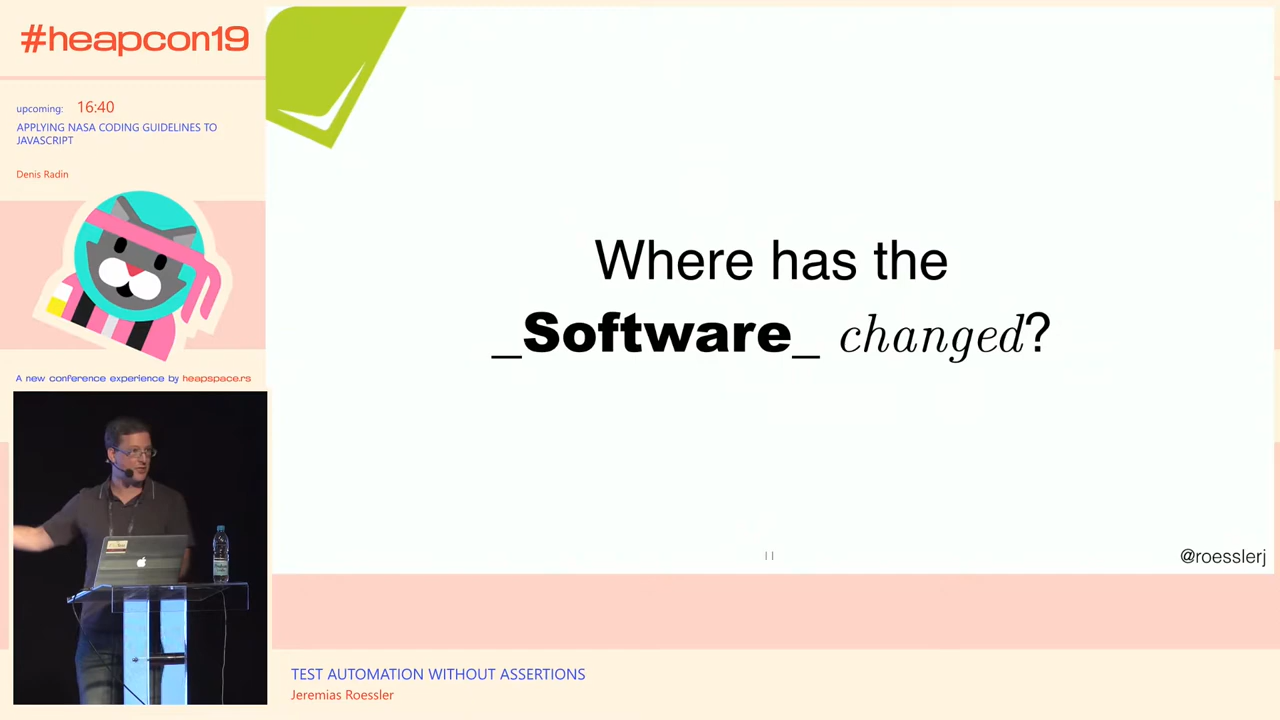 #heapcon19
upcoming: 16:40
APPLYING NASA CODING GUIDELINES TO
JAVASCRIPT
Denis Radin
A new conference experience by heapspace.rs
Where has the
_Software_ changed?
11
@roesslerj
TEST AUTOMATION WITHOUT ASSERTIONS
Jeremias Roessler